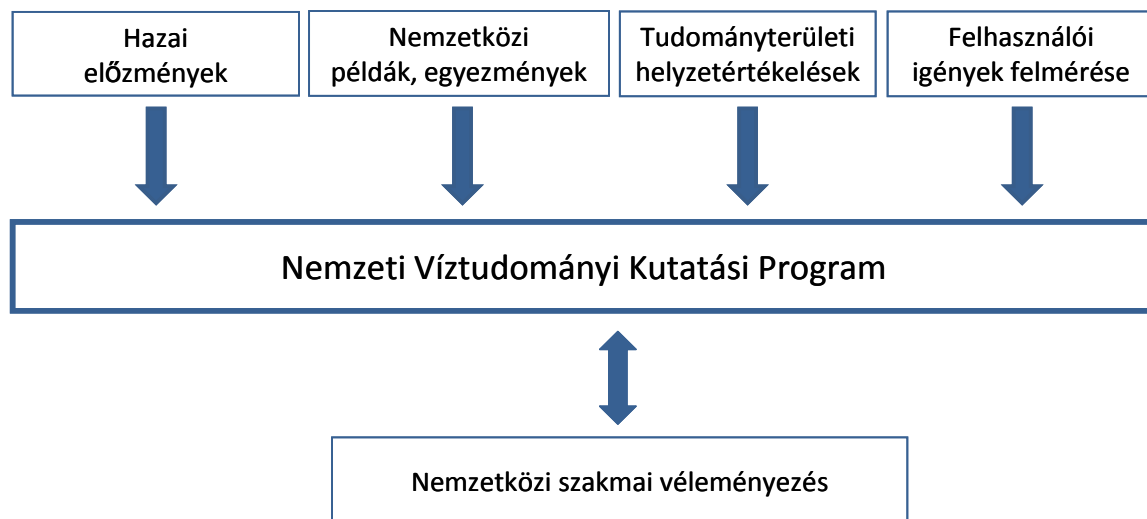 Hazai
előzmények
Nemzetközi
példák, egyezmények
Tudományterületi
helyzetértékelések
Felhasználói
igények felmérése
Nemzeti Víztudományi Kutatási Program
Nemzetközi szakmai véleményezés